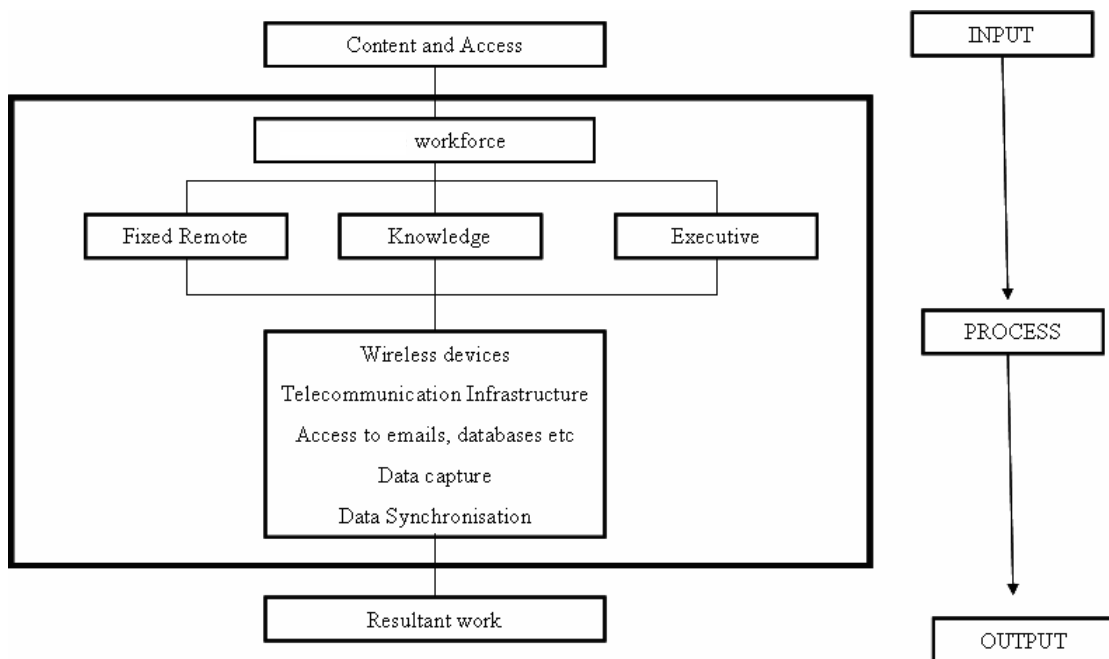 Content and Access
workforce
Fixed Remote
Knowledge
Executive
Wireless devices
Telecommunication Infrastructure
Access to emails, databases etc
Data capture
Data Synchronisation
Resultant work
INPUT
PROCESS
OUTPUT